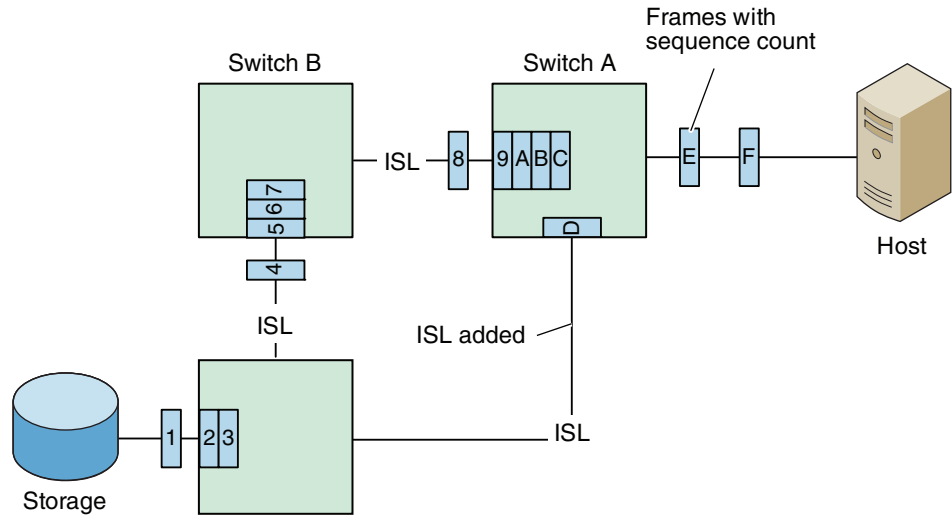 Frames with
sequence count
Switch B
Switch A
ISL
8
9 A B C
E
F
7
6
5
D
4
Host
ISL
ISL added
1
2 3
ISL
Storage